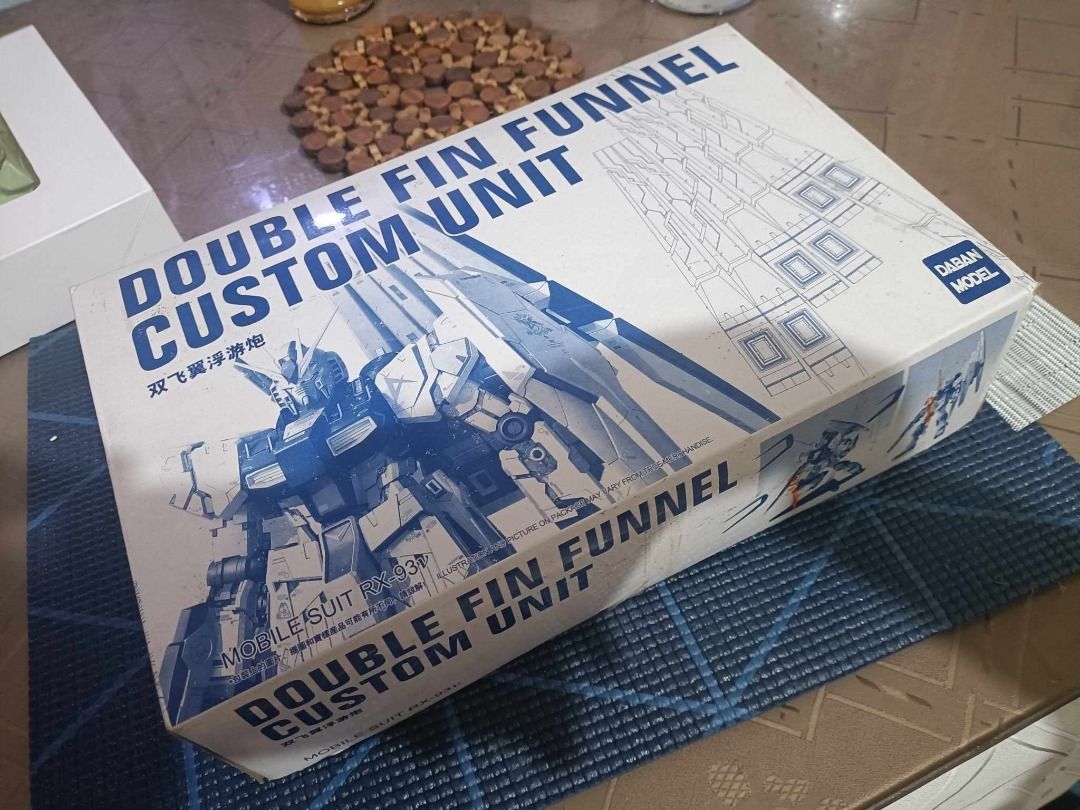 DOUBLE FIN FUNNEL
CUSTOM UNIT
双飞翼浮游炮
DABAN
MODEL
MOBILE SUIT RX-93ν
DOUBLE FIN FUNNEL
CUSTOM UNIT
双飞翼浮游炮
MOBILE SUIT RX-93ν